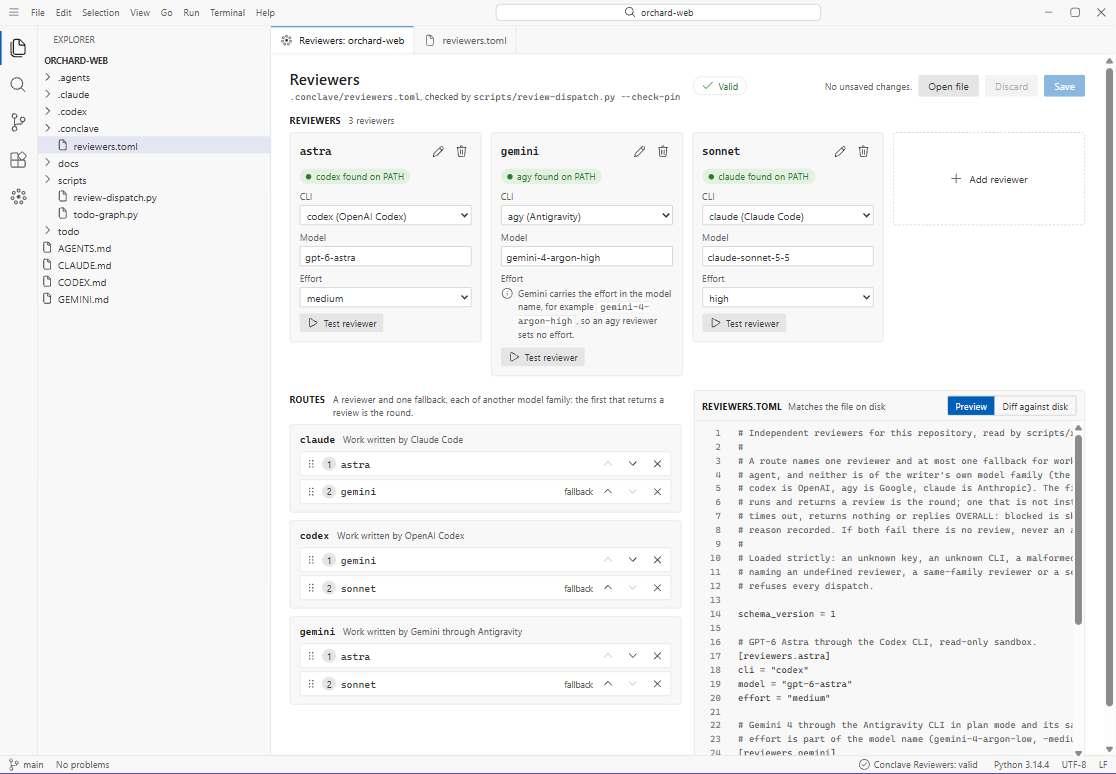 File Edit Selection View Go Run Terminal Help
orchard-web
EXPLORER
ORCHARD-WEB
.agents
.claude
.codex
.conclave
reviewers.toml
docs
scripts
review-dispatch.py
todo-graph.py
todo
AGENTS.md
CLAUDE.md
CODEX.md
GEMINI.md
Reviewers: orchard-web
reviewers.toml
Reviewers
.conclave/reviewers.toml, checked by scripts/review-dispatch.py --check-pin
Valid
No unsaved changes.
Open file
Discard
Save
REVIEWERS 3 reviewers
astra
codex found on PATH
CLI
codex (OpenAI Codex)
Model
gpt-6-astra
Effort
medium
Test reviewer
gemini
agy found on PATH
CLI
agy (Antigravity)
Model
gemini-4-argon-high
Effort
Gemini carries the effort in the model
name, for example gemini-4-
argon-high, so an agy reviewer
sets no effort.
Test reviewer
sonnet
claude found on PATH
CLI
claude (Claude Code)
Model
claude-sonnet-5-5
Effort
high
Test reviewer
Add reviewer
ROUTES A reviewer and one fallback, each of another model family: the first that returns a
review is the round.
claude Work written by Claude Code
1 astra
2 gemini fallback
codex Work written by OpenAI Codex
1 gemini
2 sonnet fallback
gemini Work written by Gemini through Antigravity
1 astra
2 sonnet fallback
REVIEWERS.TOML Matches the file on disk
Preview
Diff against disk
1 # Independent reviewers for this repository, read by scripts/
2 #
3 # A route names one reviewer and at most one fallback for work
4 # agent, and neither is of the writer's own model family (the
5 # codex is OpenAI, agy is Google, claude is Anthropic). The fi
6 # runs and returns a review is the round; one that is not inst
7 # times out, returns nothing or replies OVERALL: blocked is sk
8 # reason recorded. If both fail there is no review, never an a
9 #
10 # Loaded strictly: an unknown key, an unknown CLI, a malformed
11 # naming an undefined reviewer, a same-family reviewer or a se
12 # refuses every dispatch.
13
14 schema_version = 1
15
16 # GPT-6 Astra through the Codex CLI, read-only sandbox.
17 [reviewers.astra]
18 cli = "codex"
19 model = "gpt-6-astra"
20 effort = "medium"
21
22 # Gemini 4 through the Antigravity CLI in plan mode and its sa
23 # effort is part of the model name (gemini-4-argon-low, -mediu
24 [reviewers.gemini]
main
No problems
Conclave Reviewers: valid
Python 3.14.4
UTF-8
LF